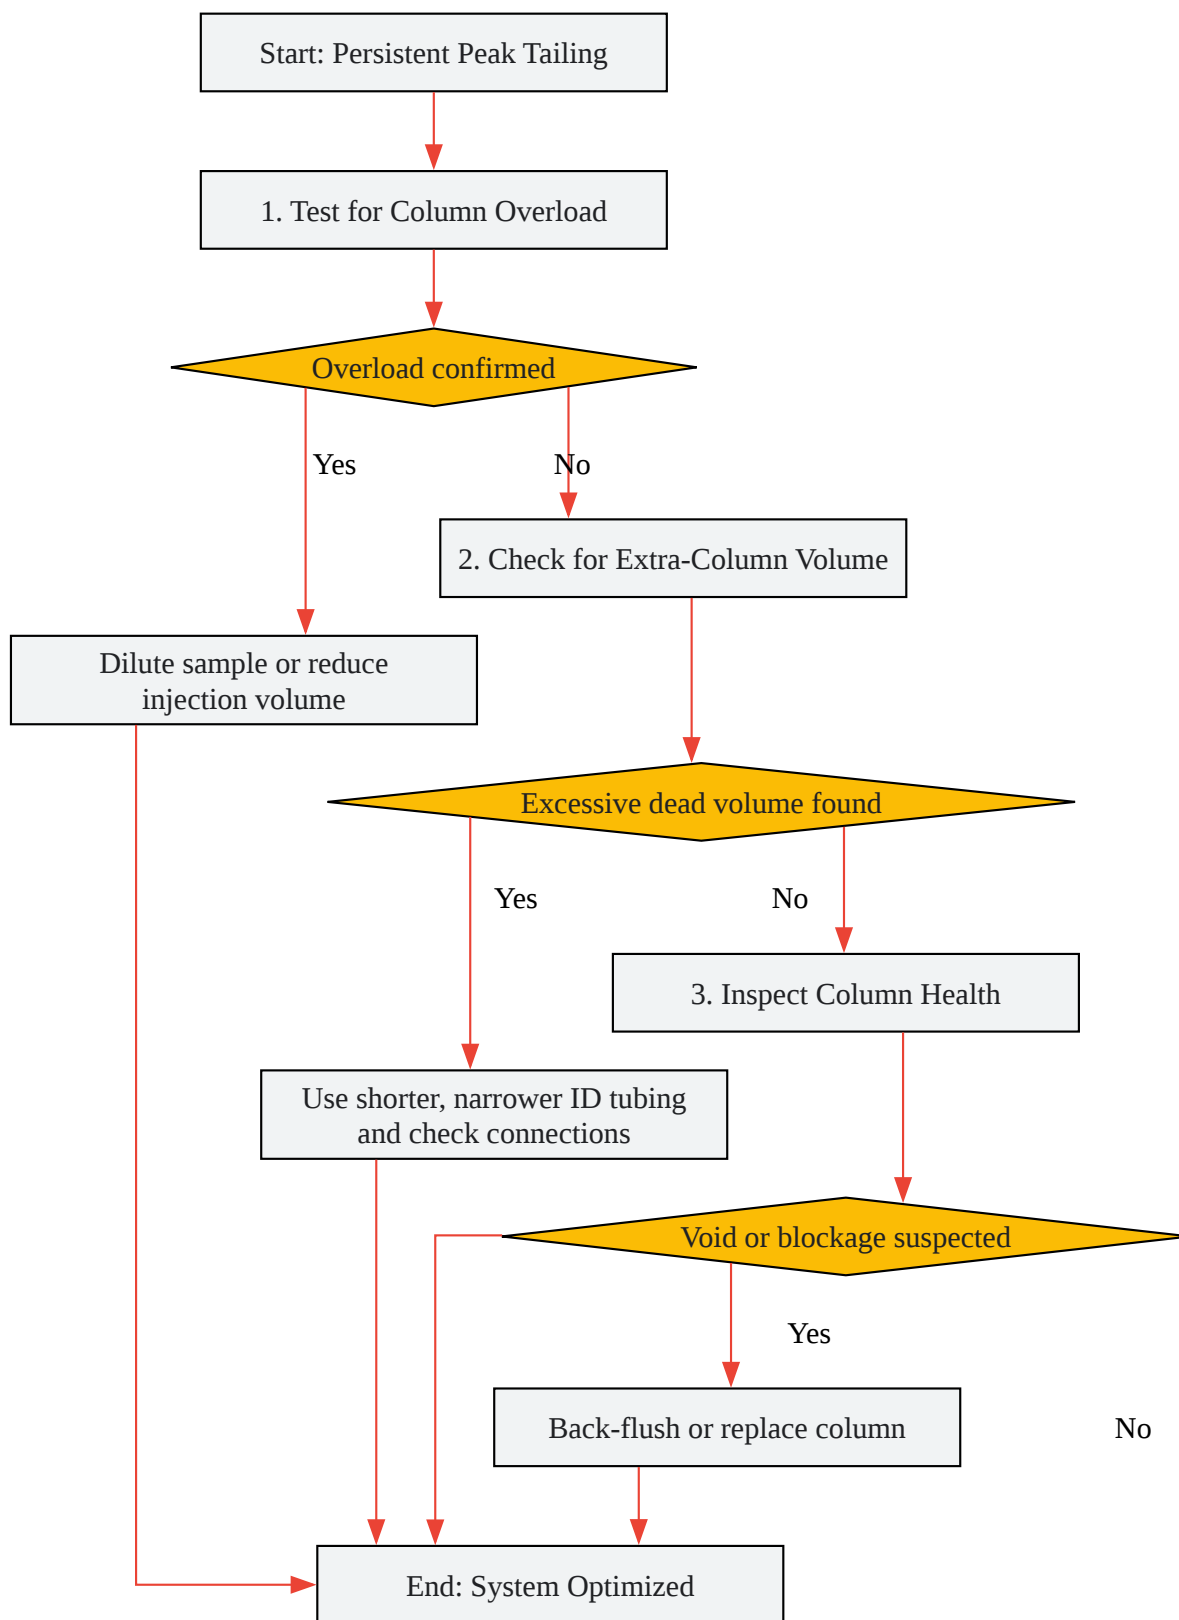 Start: Persistent Peak Tailing
1. Test for Column Overload
Overload confirmed
Yes
No
2. Check for Extra-Column Volume
Dilute sample or reduce
injection volume
Excessive dead volume found
Yes
No
3. Inspect Column Health
Use shorter, narrower ID tubing
and check connections
Void or blockage suspected
Yes
Back-flush or replace column
No
End: System Optimized